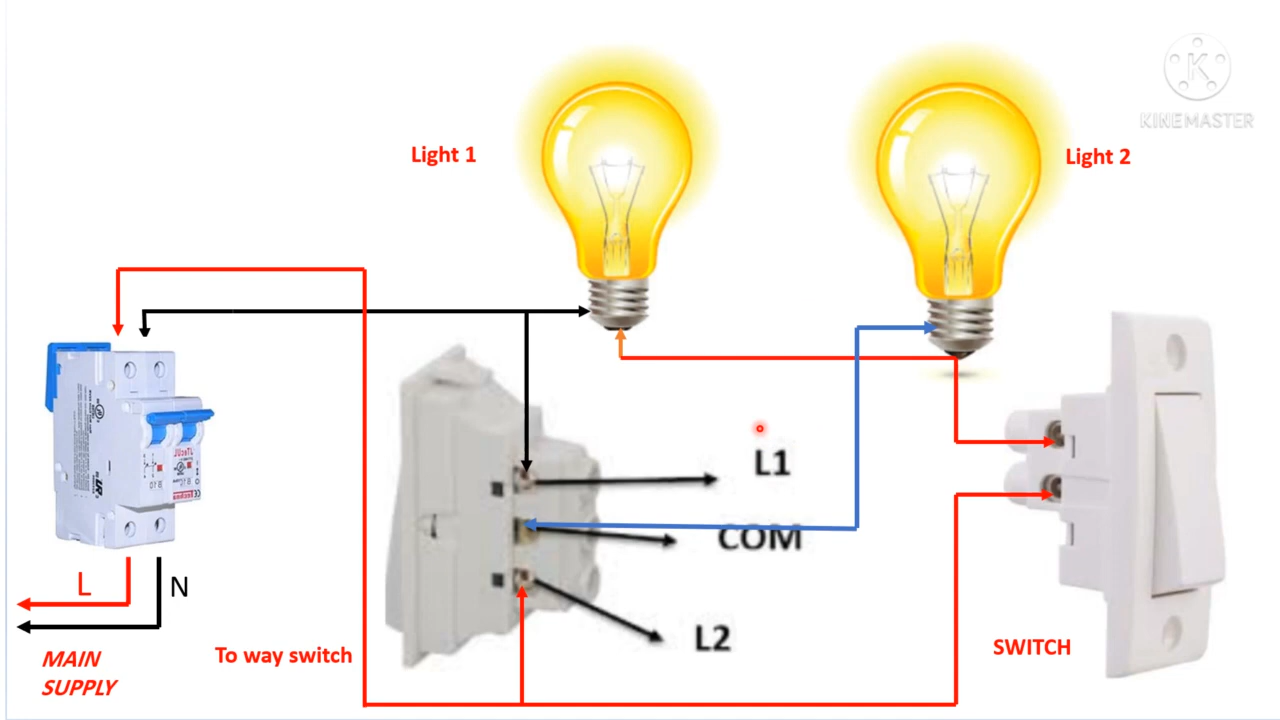 KINEMASTER
Light 1
Light 2
L1
COM
L N
L2
To way switch
SWITCH
MAIN
SUPPLY